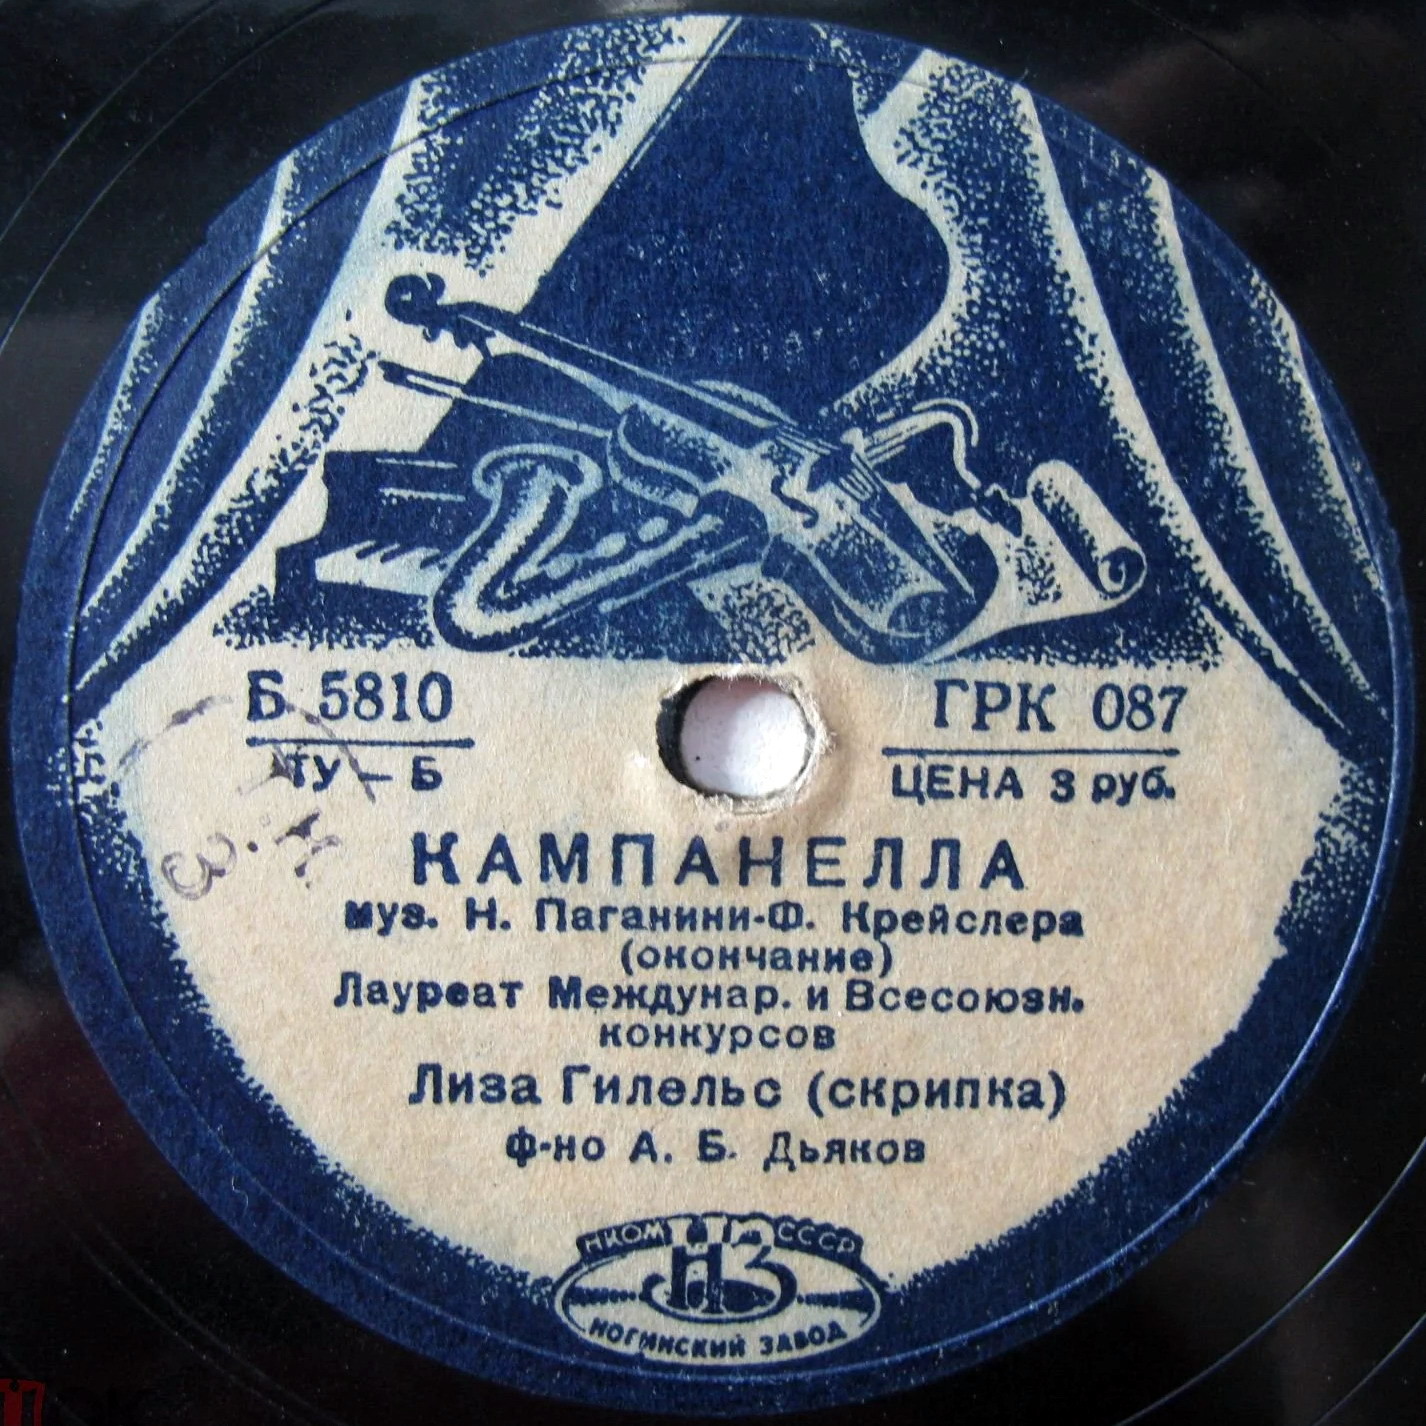 Б 5810
ГРК 087
ТУ – Б
ЦЕНА 3 руб.
КАМПАНЕЛЛА
муз. Н. Паганини-Ф. Крейслера
(окончание)
Лауреат Междунар. и Всесоюзн.
конкурсов
Лиза Гилельс (скрипка)
ф-но А. Б. Дьяков
НКОМ НЗ СССР
НОГИНСКИЙ ЗАВОД